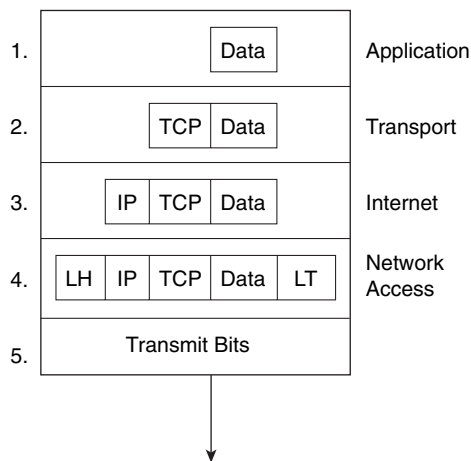 1. Data Application
2. TCP Data Transport
3. IP TCP Data Internet
4. LH IP TCP Data LT Network Access
5. Transmit Bits